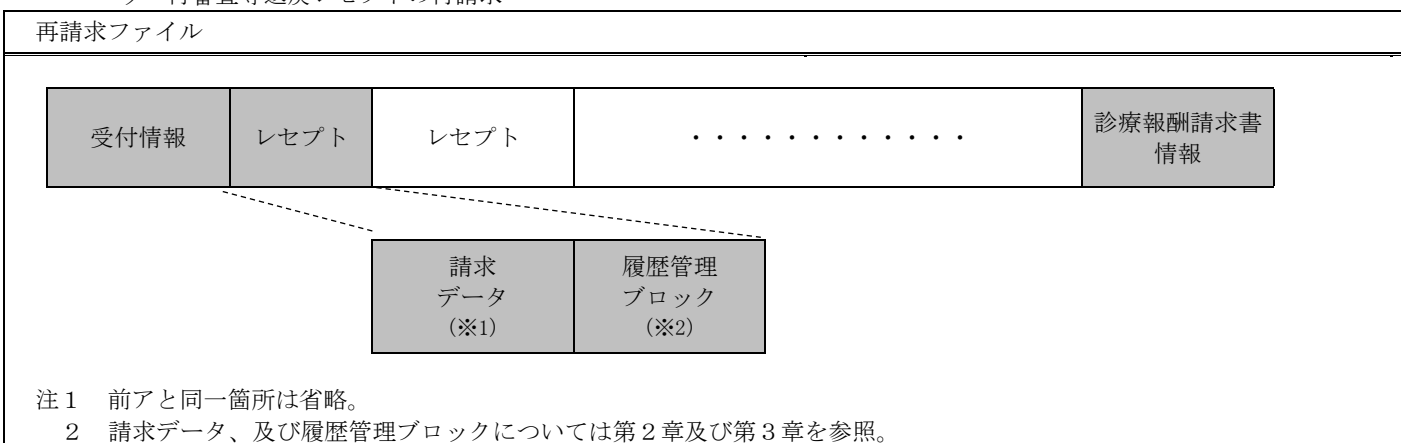 再請求ファイル
受付情報
レセプト
レセプト
・・・・・・・・・・・・
診療報酬請求書
情報
請求
データ
(※1)
履歴管理
ブロック
(※2)
注１　前アと同一箇所は省略。
２　請求データ、及び履歴管理ブロックについては第２章及び第３章を参照。